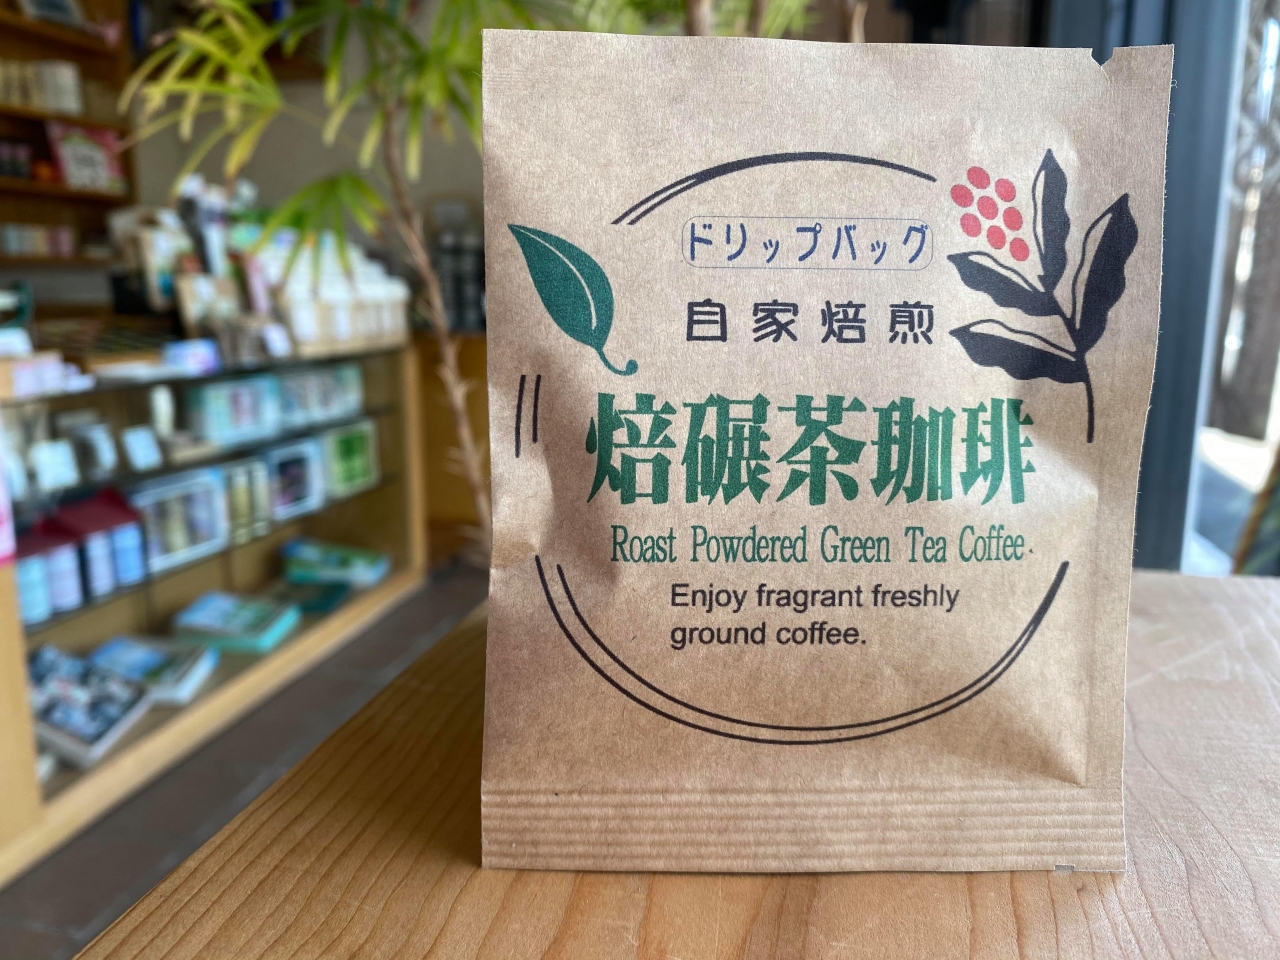 ドリップバッグ
自家焙煎
焙碾茶珈琲
Roast Powdered Green Tea Coffee
Enjoy fragrant freshly
ground coffee.